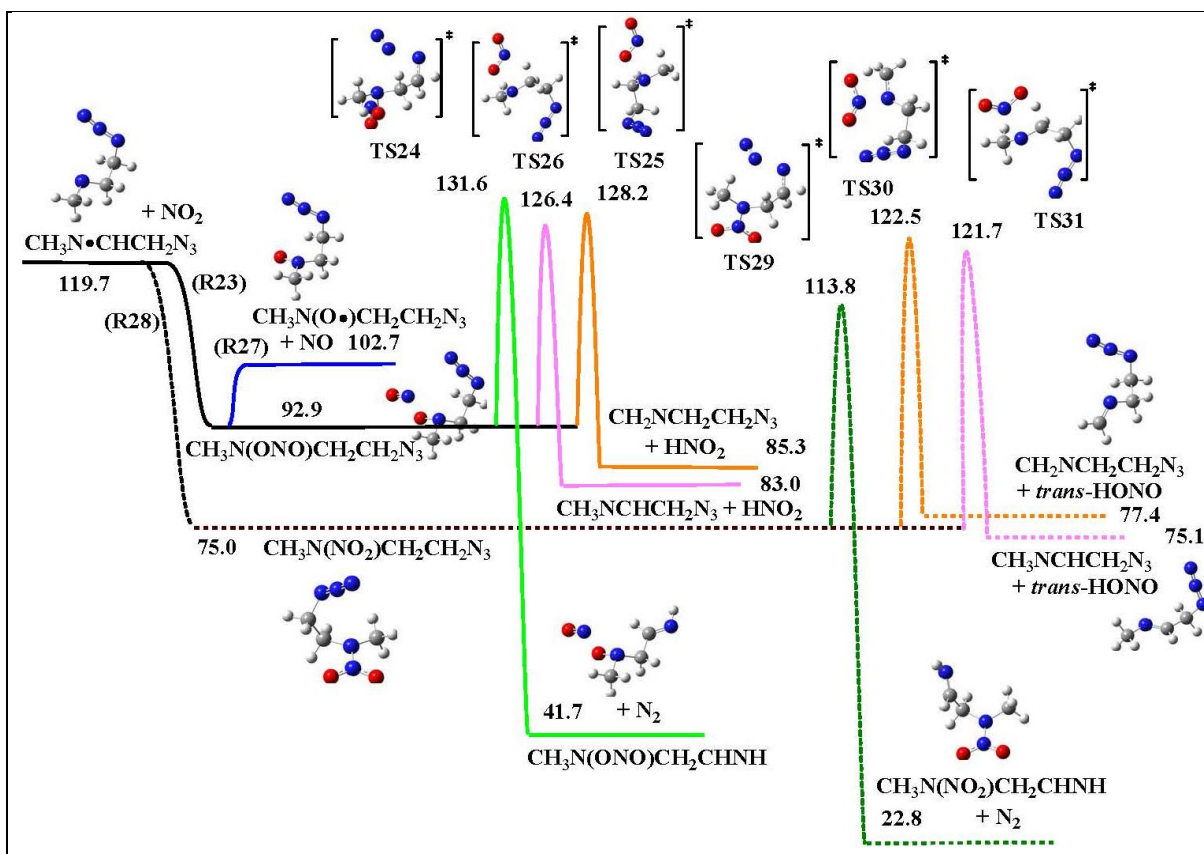 ‡
‡
‡
‡
‡
‡
TS24
TS26
TS25
TS29
TS30
TS31
131.6
126.4
128.2
113.8
122.5
121.7
+ NO2
CH3N•CHCH2N3
119.7
(R23)
(R28)
CH3N(O•)CH2CH2N3
+ NO 102.7
(R27)
92.9
CH3N(ONO)CH2CH2N3
CH2NCH2CH2N3
+ HNO2
85.3
83.0
CH3NCHCH2N3 + HNO2
75.0
CH3N(NO2)CH2CH2N3
CH2NCH2CH2N3
+ trans-HONO
77.4
75.1
CH3NCHCH2N3
+ trans-HONO
41.7 + N2
CH3N(ONO)CH2CHNH
CH3N(NO2)CH2CHNH
22.8 + N2